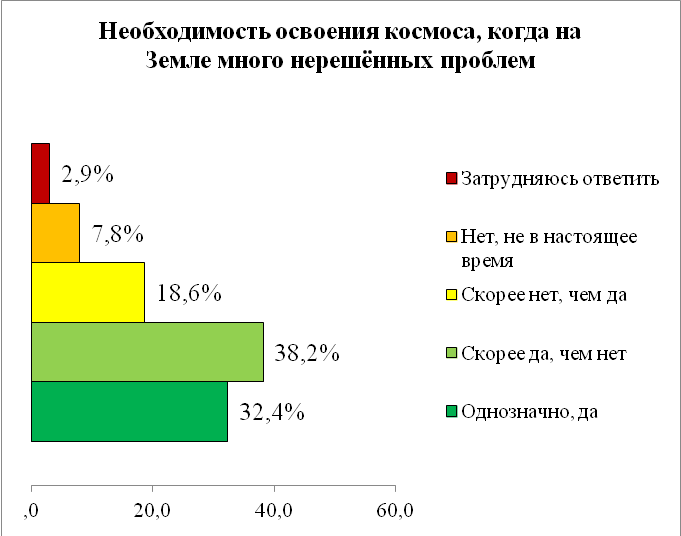 Необходимость освоения космоса, когда на
Земле много нерешённых проблем
2,9%
7,8%
18,6%
38,2%
32,4%
Затрудняюсь ответить
Нет, не в настоящее
время
Скорее нет, чем да
Скорее да, чем нет
Однозначно, да
,0 20,0 40,0 60,0